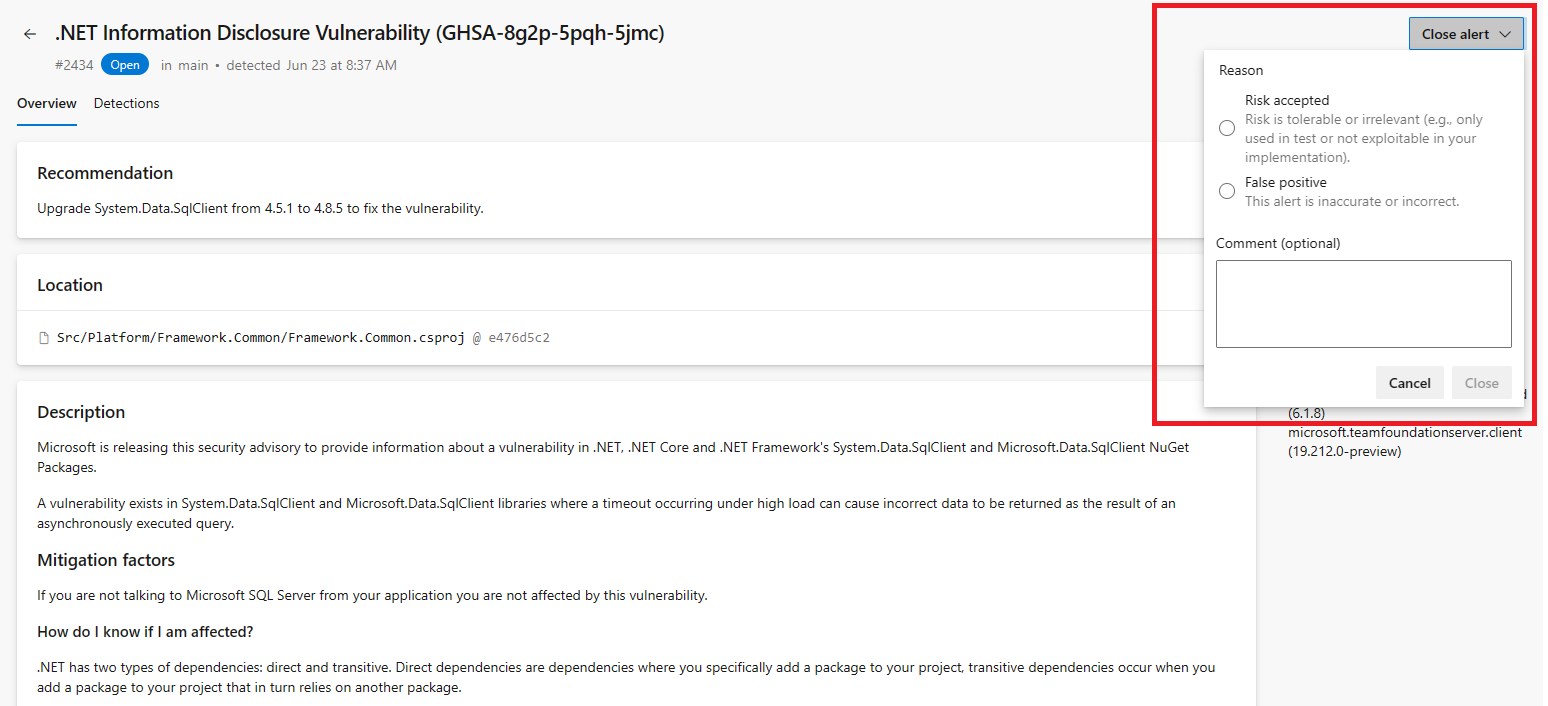 .NET Information Disclosure Vulnerability (GHSA-8g2p-5pqh-5jmc)
Close alert
#2434 Open in main • detected Jun 23 at 8:37 AM
Overview Detections
Reason
Risk accepted
Risk is tolerable or irrelevant (e.g., only
used in test or not exploitable in your
implementation).
False positive
This alert is inaccurate or incorrect.
Comment (optional)
Cancel Close
Recommendation
Upgrade System.Data.SqlClient from 4.5.1 to 4.8.5 to fix the vulnerability.
Location
Src/Platform/Framework.Common/Framework.Common.csproj @ e476d5c2
Description
Microsoft is releasing this security advisory to provide information about a vulnerability in .NET, .NET Core and .NET Framework's System.Data.SqlClient and Microsoft.Data.SqlClient NuGet
Packages.
A vulnerability exists in System.Data.SqlClient and Microsoft.Data.SqlClient libraries where a timeout occurring under high load can cause incorrect data to be returned as the result of an
asynchronously executed query.
Mitigation factors
If you are not talking to Microsoft SQL Server from your application you are not affected by this vulnerability.
How do I know if I am affected?
.NET has two types of dependencies: direct and transitive. Direct dependencies are dependencies where you specifically add a package to your project, transitive dependencies occur when you
add a package to your project that in turn relies on another package.
(6.1.8)
microsoft.teamfoundationserver.client
(19.212.0-preview)